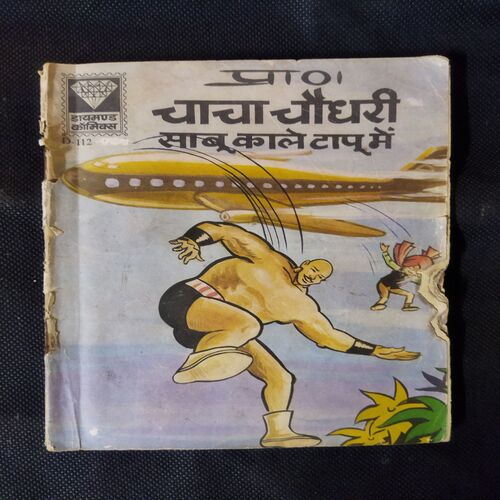 प्राण
चाचा चौधरी
साबू काले टापू में
डायमण्ड
कॉमिक्स
D-112